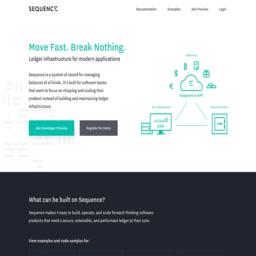 SEQUENCE
Documentation Examples Join Preview Login
Move Fast. Break Nothing.
Ledger infrastructure for modern applications
Sequence is a system of record for managing
balances of all kinds. It's built for software teams
that want to focus on shipping and scaling their
product instead of building and maintaining ledger
infrastructure.
Join Developer Preview
Register for Demo
Sequence API
What can be built on Sequence?
Sequence makes it easy to build, operate, and scale forward thinking software
products that need a secure, extensible, and performant ledger at their core.
View examples and code samples for: